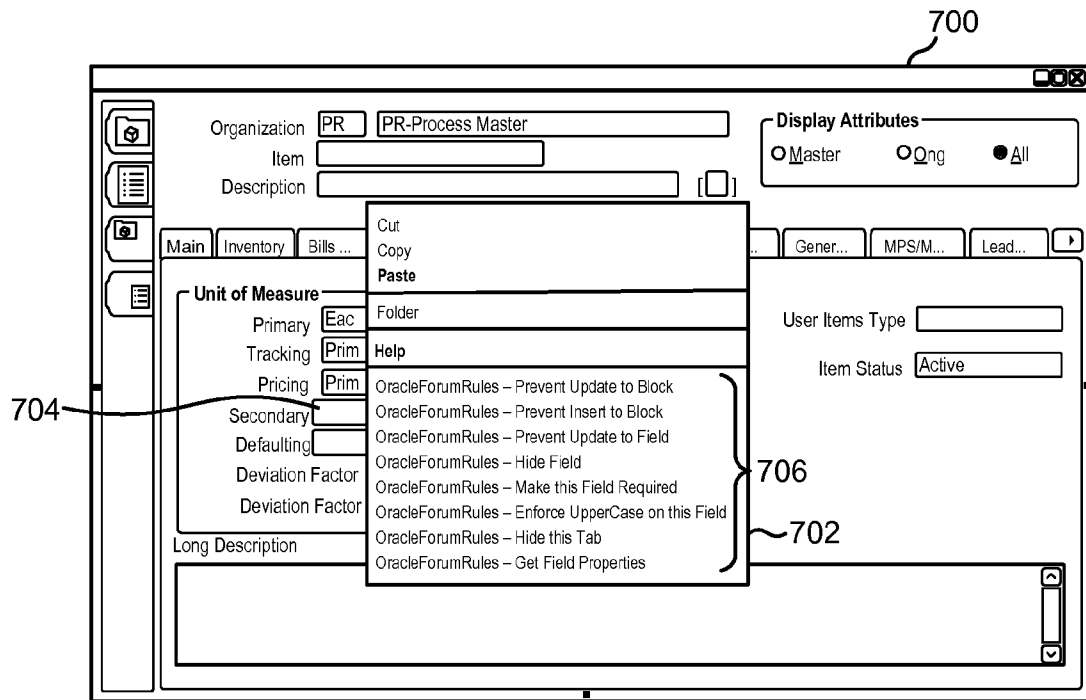 700
Organization PR PR-Process Master
Item
Description [ ]
Display Attributes
Master Ong All
Main Inventory Bills ... .. Gener... MPS/M... Lead...
Cut
Copy
Paste
Folder
Help
OracleForumRules – Prevent Update to Block
OracleForumRules – Prevent Insert to Block
OracleForumRules – Prevent Update to Field
OracleForumRules – Hide Field
OracleForumRules – Make this Field Required
OracleForumRules – Enforce UpperCase on this Field
OracleForumRules – Hide this Tab
OracleForumRules – Get Field Properties
706
702
Unit of Measure
Primary Eac
Tracking Prim
Pricing Prim
704
Secondary
Defaulting
Deviation Factor
Deviation Factor
User Items Type
Item Status Active
Long Description